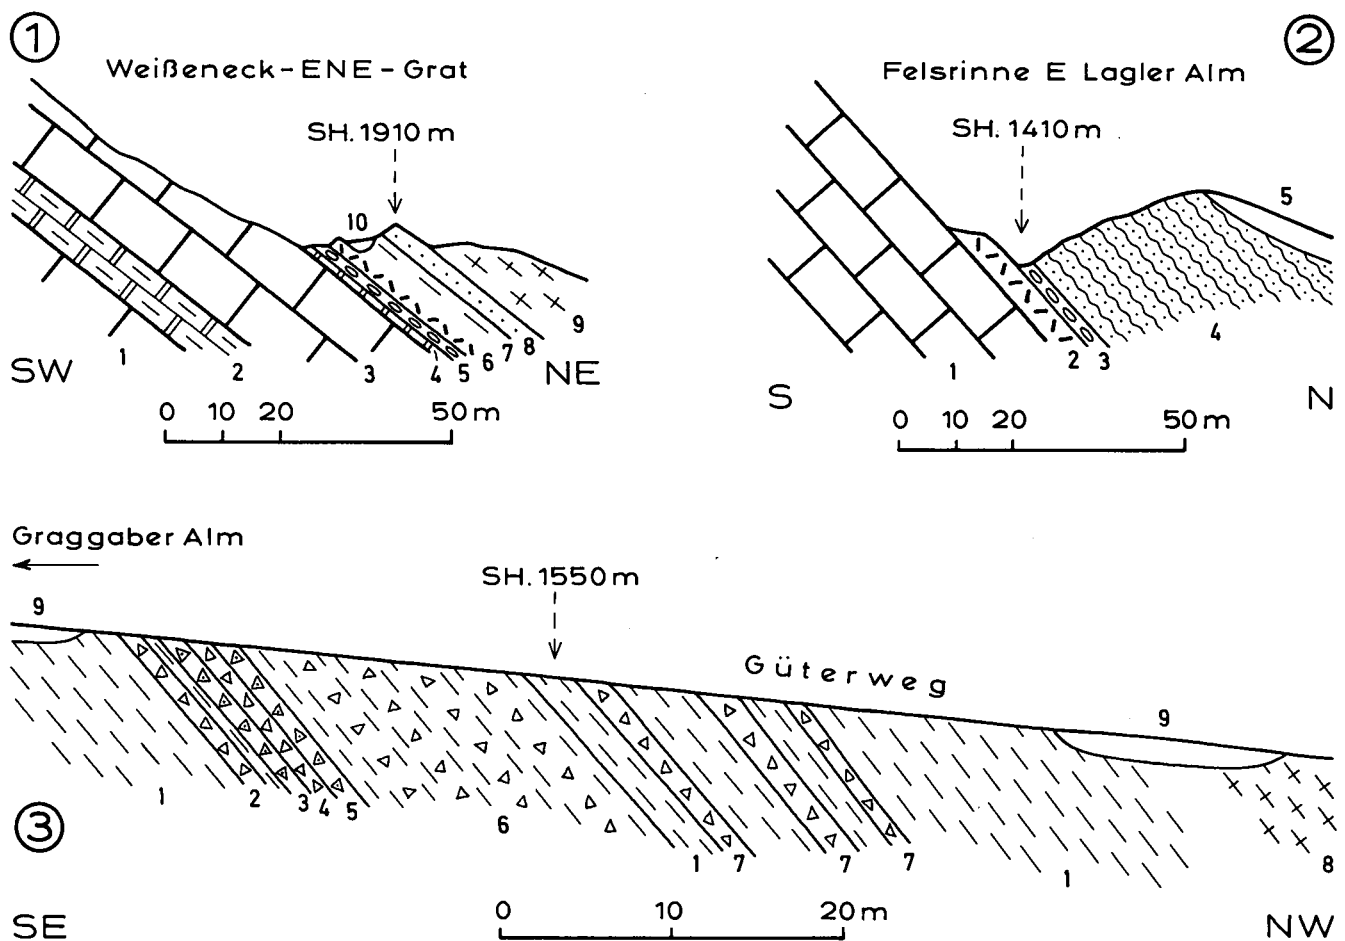 1
Weißeneck-ENE-Grat
SH. 1910 m
10
1
2
3
4
5
6
7
8
9
SW
NE
0 10 20 50 m
2
Felsrinne E Lagler Alm
SH. 1410 m
5
1
2
3
4
S
N
0 10 20 50 m
Graggaber Alm
SH. 1550 m
9
Güterweg
9
1
2
3
4
5
6
1
7
7
7
1
8
3
SE
NW
0 10 20 m